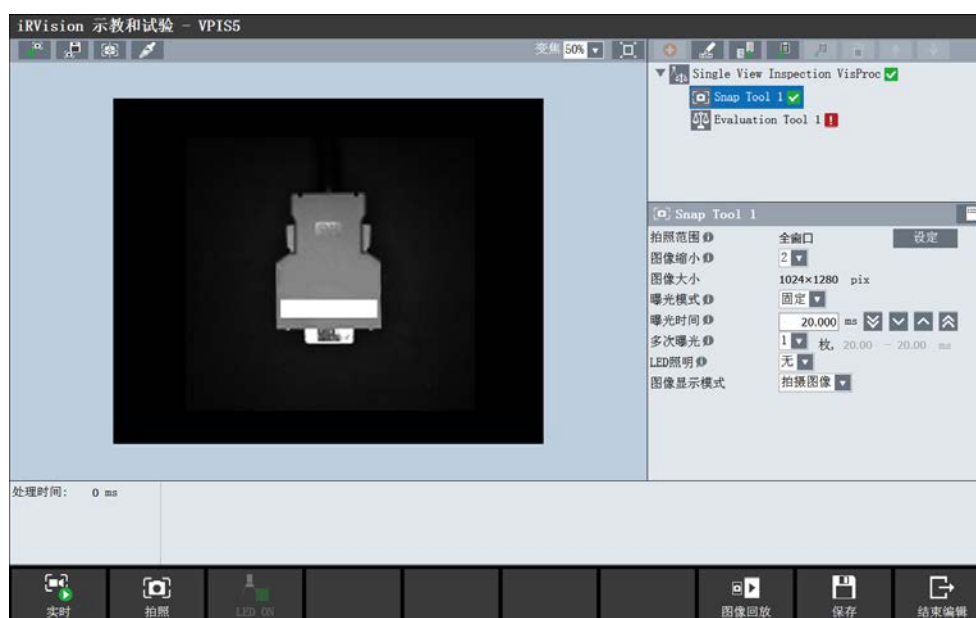 iRVision 示教和试验 - VPIS5
变焦 50%
Single View Inspection VisProc
Snap Tool 1
Evaluation Tool 1
Snap Tool 1
拍照范围 全窗口 设定
图像缩小 2
图像大小 1024×1280 pix
曝光模式 固定
曝光时间 20.000 ms
多次曝光 1 枚, 20.00 - 20.00 ms
LED照明 无
图像显示模式 拍摄图像
处理时间: 0 ms
实时 拍照 LED ON 图像回放 保存 结束编辑